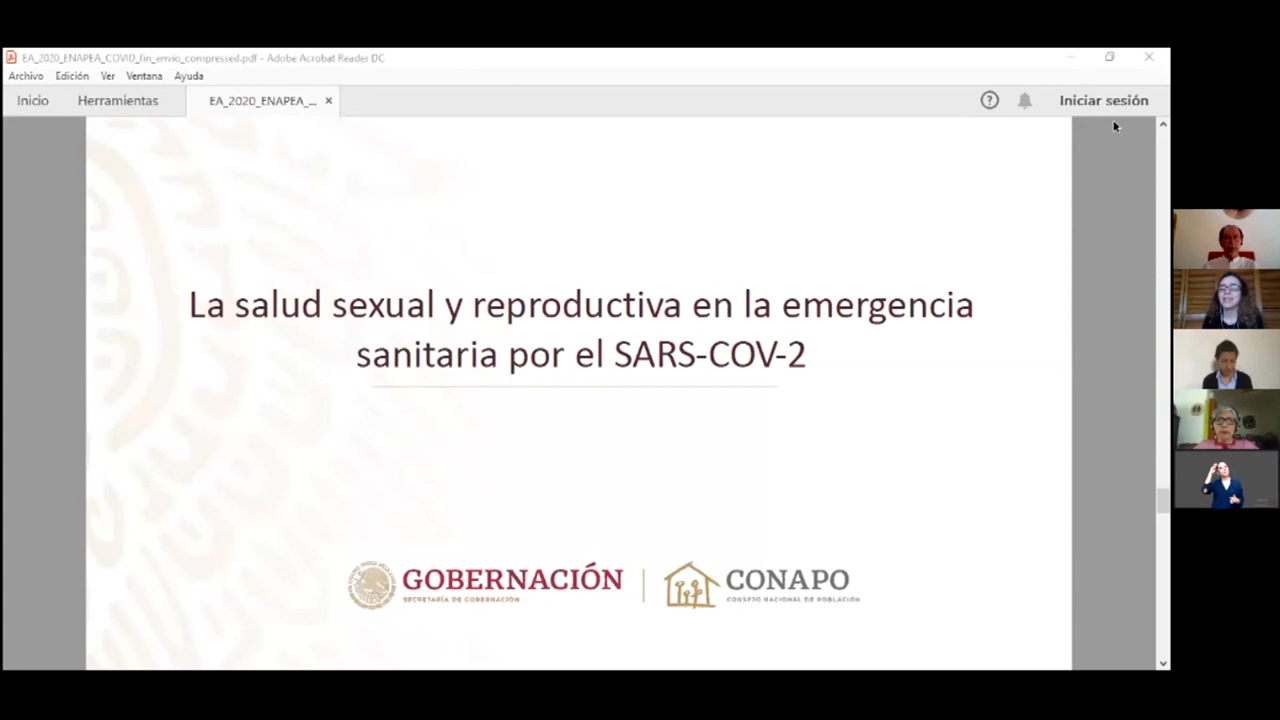 EA_2020_ENAPEA_COVID_fin_envio_compressed.pdf - Adobe Acrobat Reader DC
Archivo Edición Ver Ventana Ayuda
Inicio Herramientas EA_2020_ENAPEA_... × Iniciar sesión
La salud sexual y reproductiva en la emergencia
sanitaria por el SARS-COV-2
GOBERNACIÓN
SECRETARÍA DE GOBERNACIÓN
CONAPO
CONSEJO NACIONAL DE POBLACIÓN